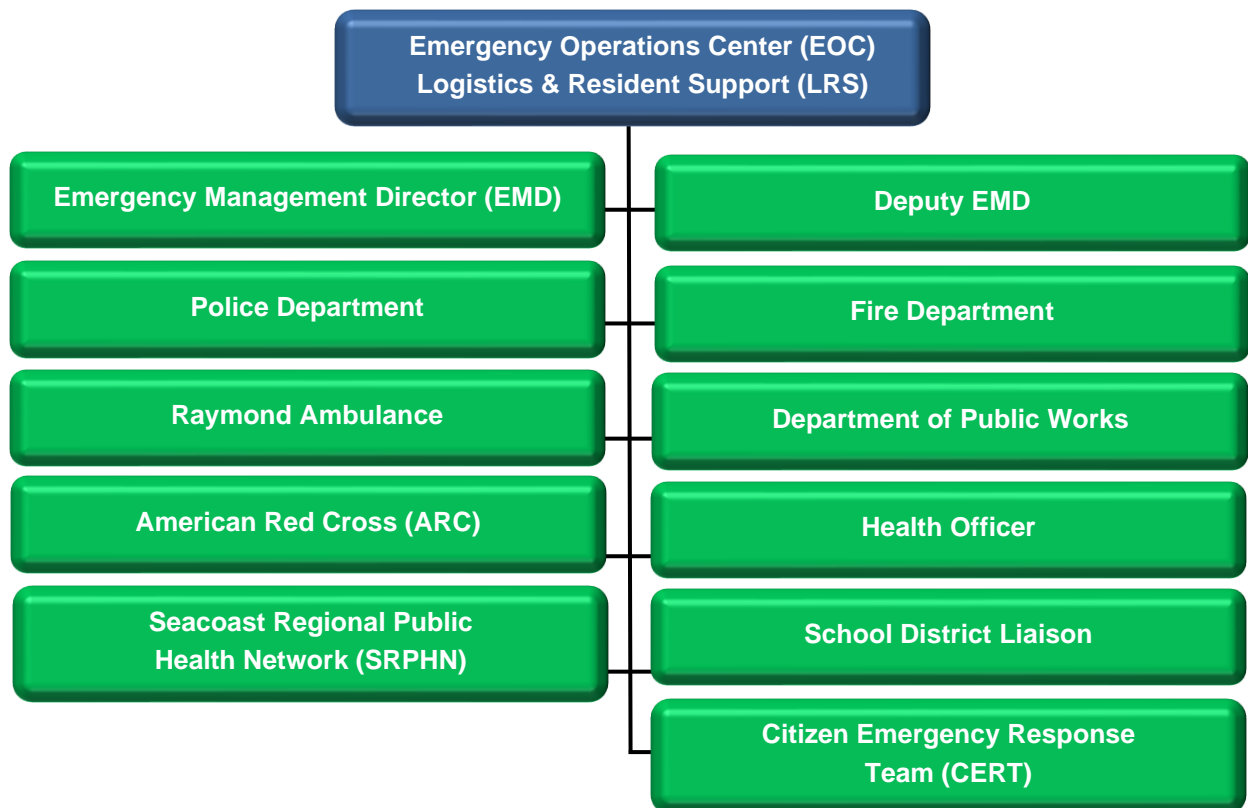 Emergency Operations Center (EOC)
Logistics & Resident Support (LRS)
Emergency Management Director (EMD)
Deputy EMD
Police Department
Fire Department
Raymond Ambulance
Department of Public Works
American Red Cross (ARC)
Health Officer
Seacoast Regional Public
Health Network (SRPHN)
School District Liaison
Citizen Emergency Response
Team (CERT)